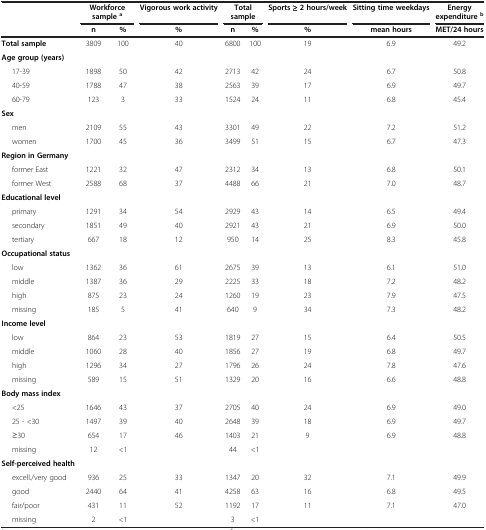 Workforce sample a Vigorous work activity Total sample Sports ≥ 2 hours/week Sitting time weekdays Energy expenditure b
n % % n % % mean hours MET/24 hours
Total sample 3809 100 40 6800 100 19 6.9 49.2
Age group (years)
17-39 1898 50 42 2713 42 24 6.7 50.8
40-59 1788 47 38 2563 39 17 6.9 49.7
60-79 123 3 33 1524 24 11 6.8 45.4
Sex
men 2109 55 43 3301 49 22 7.2 51.2
women 1700 45 36 3499 51 15 6.7 47.3
Region in Germany
former East 1221 32 47 2312 34 13 6.8 50.1
former West 2588 68 37 4488 66 21 7.0 48.7
Educational level
primary 1291 34 54 2929 43 14 6.5 49.4
secondary 1851 49 40 2921 43 21 6.9 50.0
tertiary 667 18 12 950 14 25 8.3 45.8
Occupational status
low 1362 36 61 2675 39 13 6.1 51.0
middle 1387 36 29 2225 33 18 7.2 48.2
high 875 23 24 1260 19 23 7.9 47.5
missing 185 5 41 640 9 34 7.3 48.2
Income level
low 864 23 53 1819 27 15 6.4 50.5
middle 1060 28 40 1856 27 19 6.8 49.7
high 1296 34 27 1796 26 24 7.8 47.6
missing 589 15 51 1329 20 16 6.6 48.8
Body mass index
<25 1646 43 37 2705 40 24 6.9 49.0
25 - <30 1497 39 40 2648 39 18 6.9 49.7
≥30 654 17 46 1403 21 9 6.9 48.8
missing 12 <1 44 <1
Self-perceived health
excell./very good 936 25 33 1347 20 32 7.1 49.9
good 2440 64 41 4258 63 16 6.8 49.5
fair/poor 431 11 52 1192 17 11 7.1 47.0
missing 2 <1 3 <1